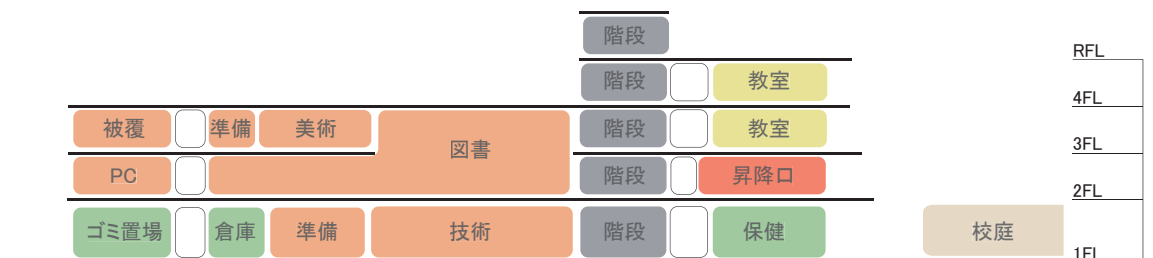 階段
RFL
階段 教室
4FL
被覆 準備 美術 図書 階段 教室
3FL
PC 階段 昇降口
2FL
ゴミ置場 倉庫 準備 技術 階段 保健 校庭
1FL